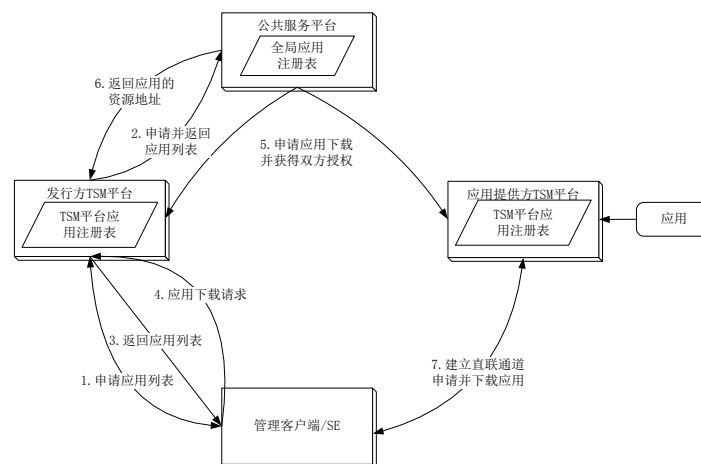 公共服务平台
全局应用
注册表
6.返回应用的
资源地址
2.申请并返回
应用列表
5.申请应用下载
并获得双方授权
发行方TSM平台
TSM平台应
用注册表
应用提供方TSM平台
TSM平台应
用注册表
应用
4.应用下载请求
3.返回应用列表
1.申请应用列表
7.建立直联通道
申请并下载应用
管理客户端/SE